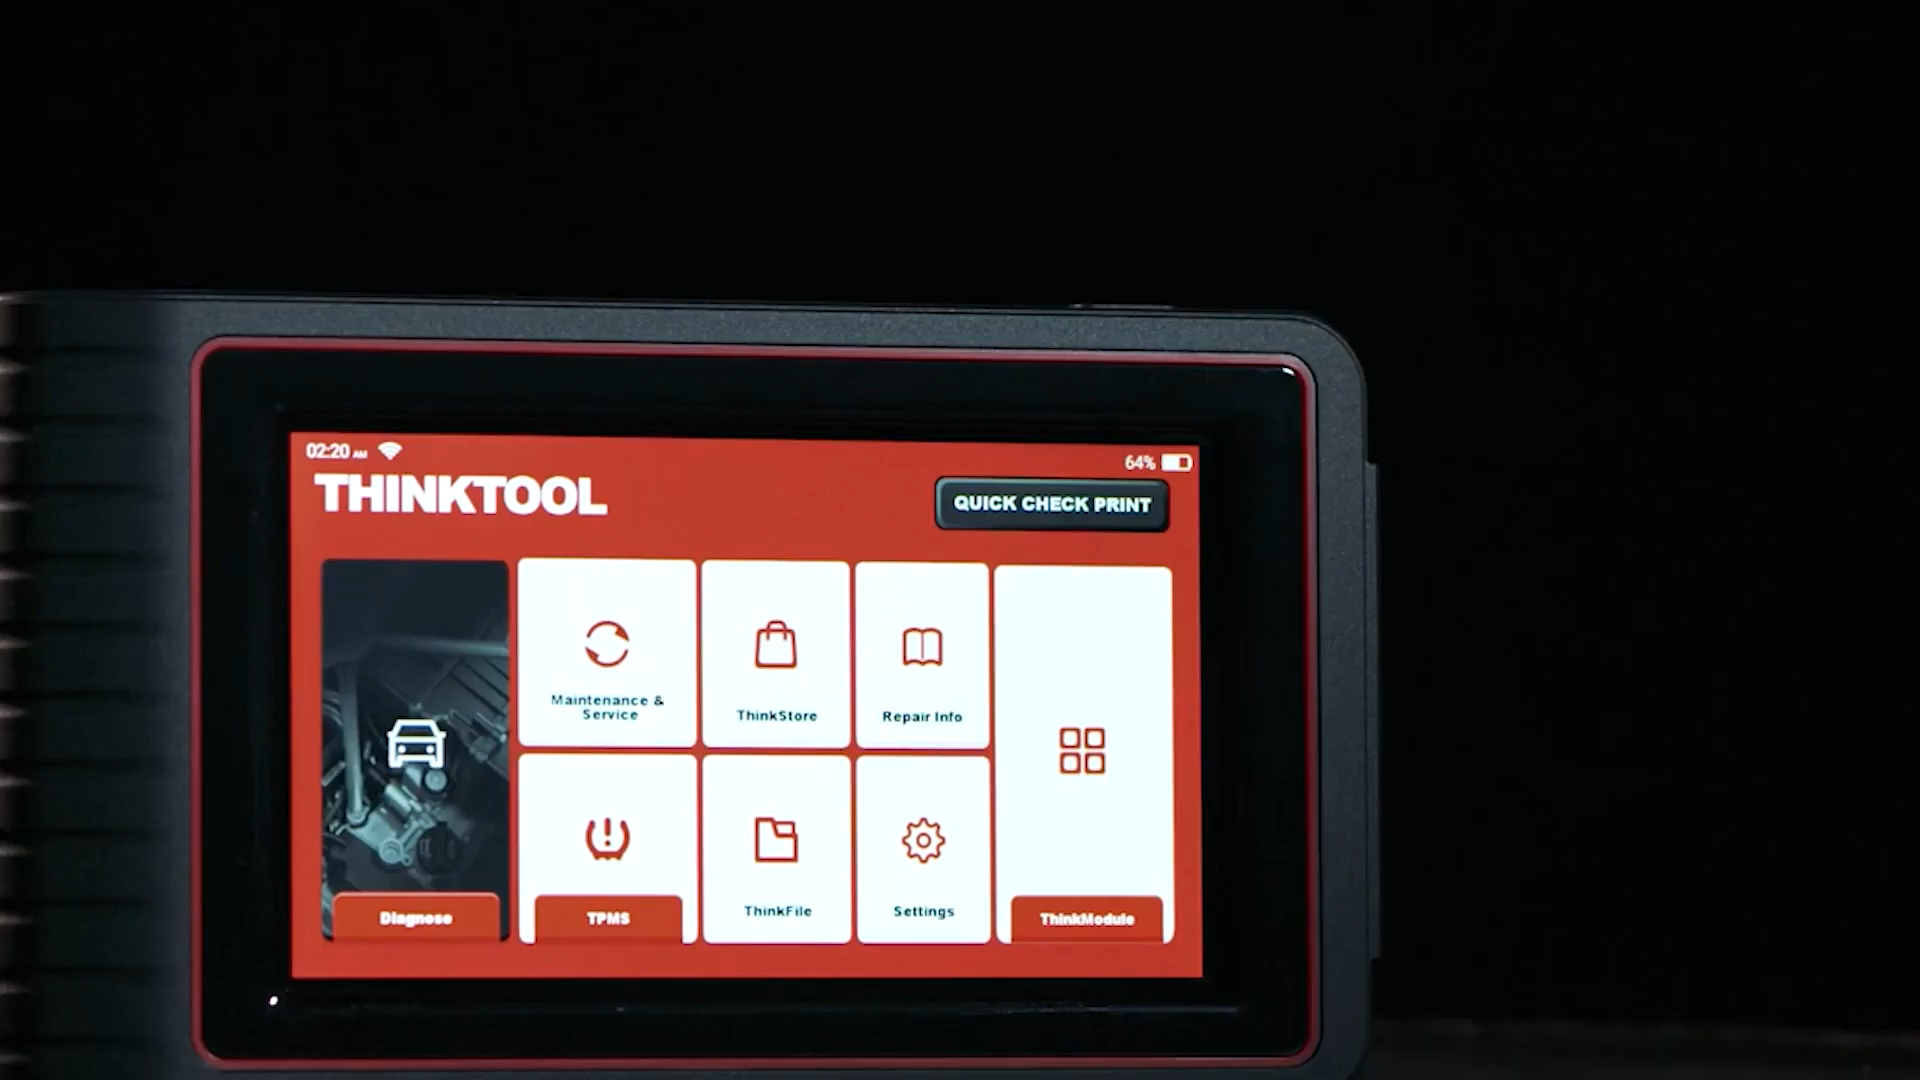 02:20 AM
64%
THINKTOOL
QUICK CHECK PRINT
Maintenance &
Service
ThinkStore
Repair Info
Diagnose
TPMS
ThinkFile
Settings
ThinkModule